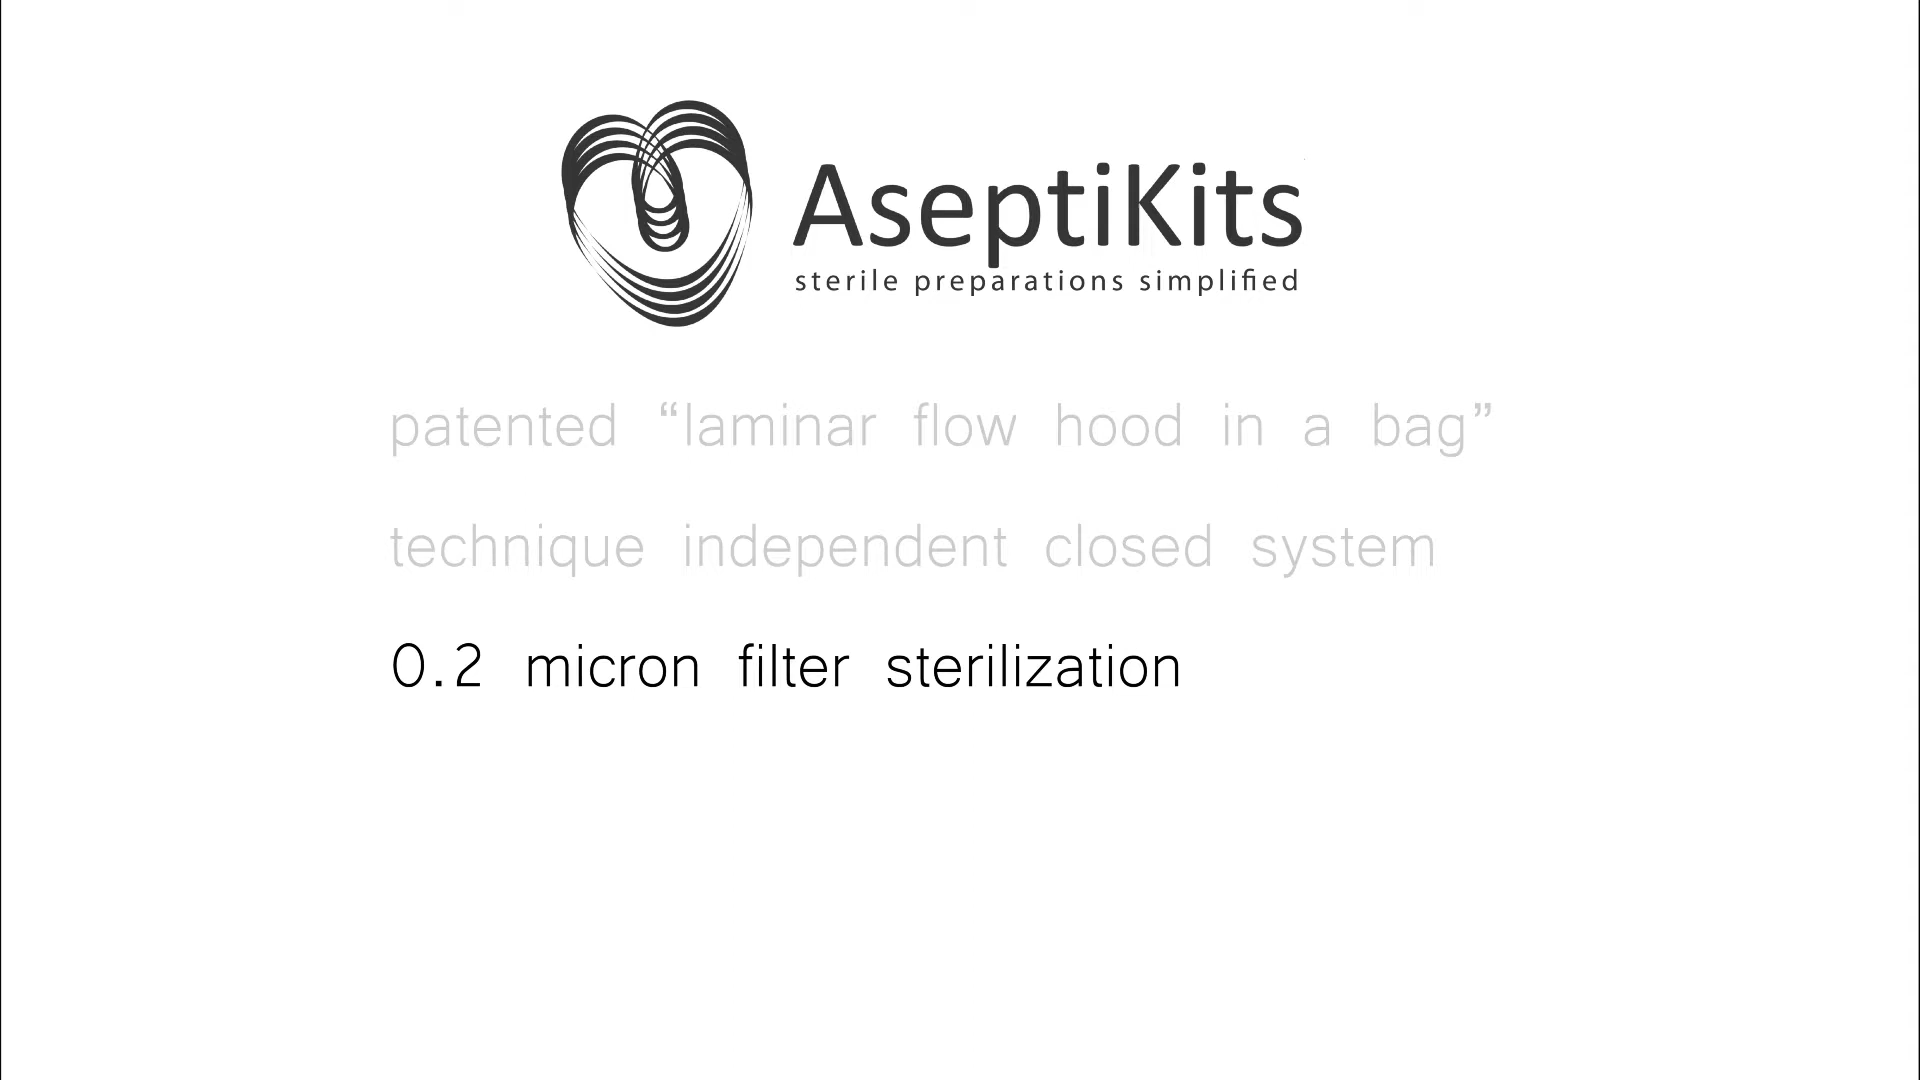 AseptiKits
sterile preparations simplified
patented “laminar flow hood in a bag”
technique independent closed system
0.2 micron filter sterilization